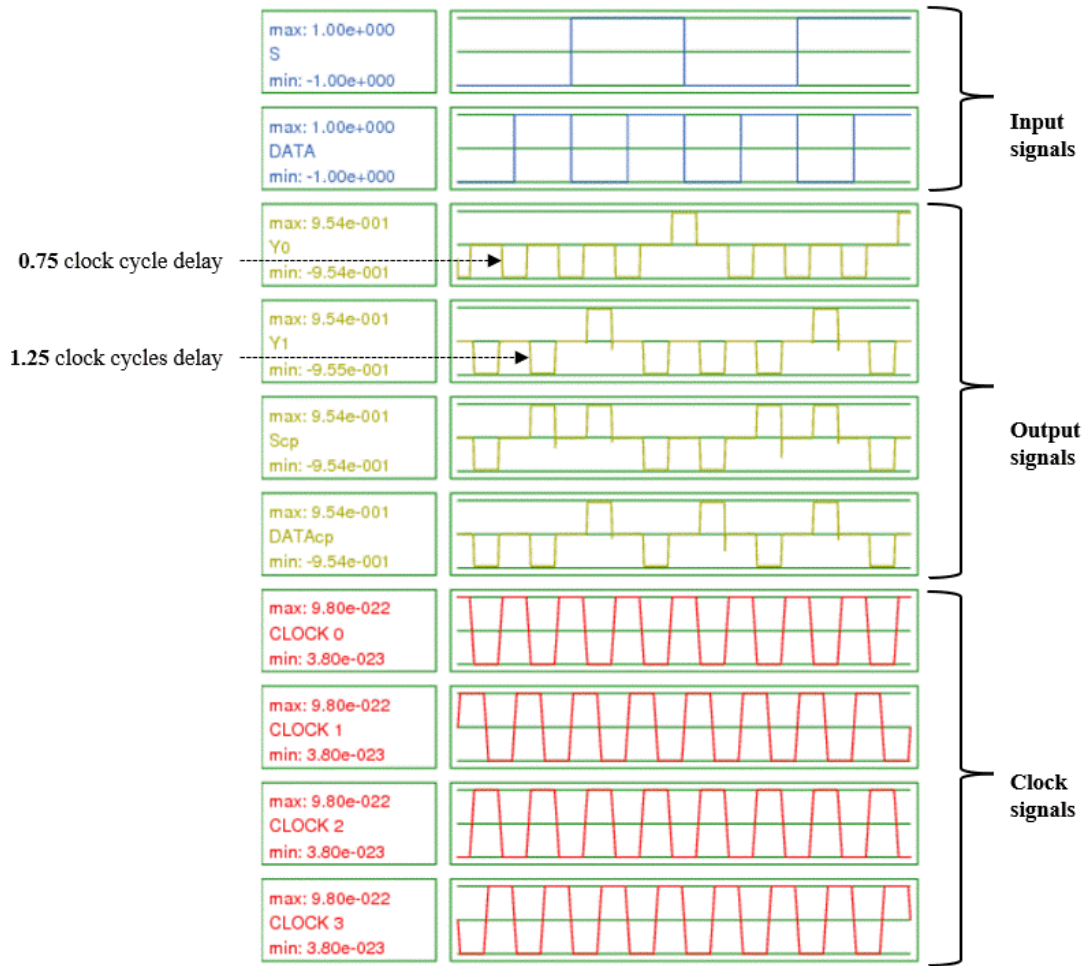 max: 1.00e+000
S
min: -1.00e+000
max: 1.00e+000
DATA
min: -1.00e+000
Input
signals
max: 9.54e-001
Y0
min: -9.54e-001
0.75 clock cycle delay
max: 9.54e-001
Y1
min: -9.55e-001
1.25 clock cycles delay
max: 9.54e-001
Scp
min: -9.54e-001
max: 9.54e-001
DATAcp
min: -9.54e-001
Output
signals
max: 9.80e-022
CLOCK 0
min: 3.80e-023
max: 9.80e-022
CLOCK 1
min: 3.80e-023
max: 9.80e-022
CLOCK 2
min: 3.80e-023
max: 9.80e-022
CLOCK 3
min: 3.80e-023
Clock
signals